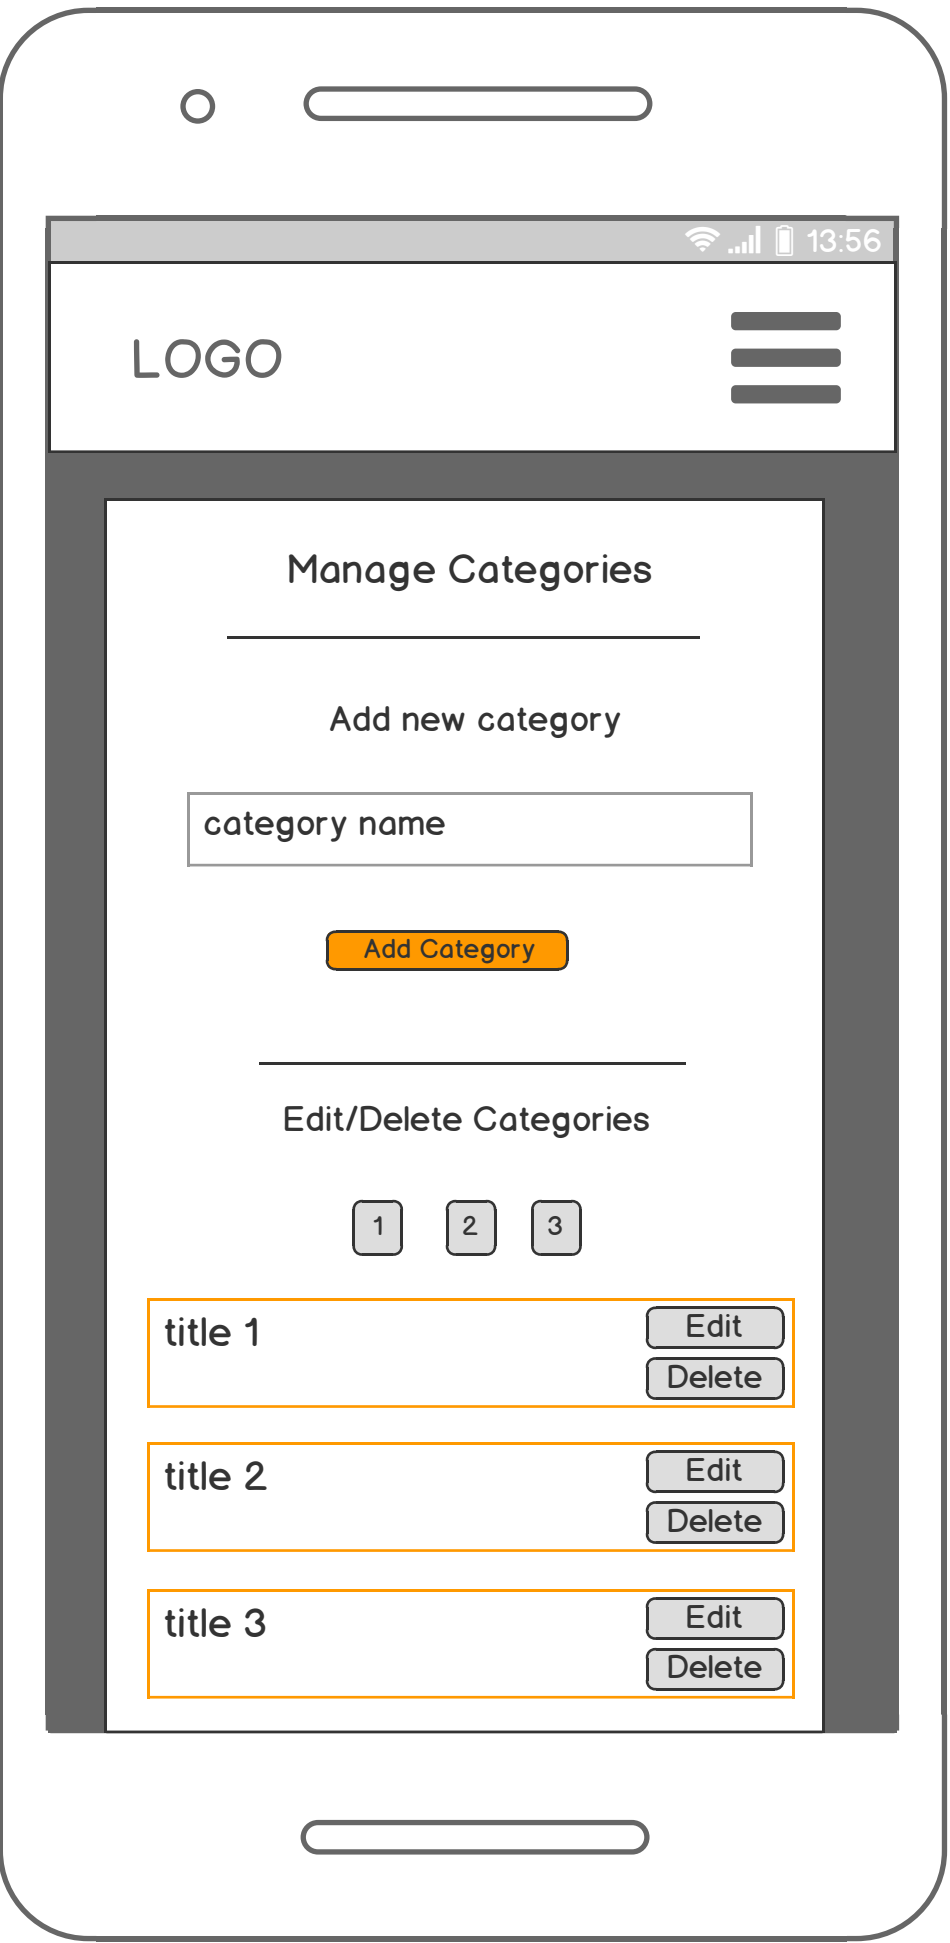 13:56
LOGO
Manage Categories
Add new category
category name
Add Category
Edit/Delete Categories
1 2 3
title 1
Edit
Delete
title 2
Edit
Delete
title 3
Edit
Delete